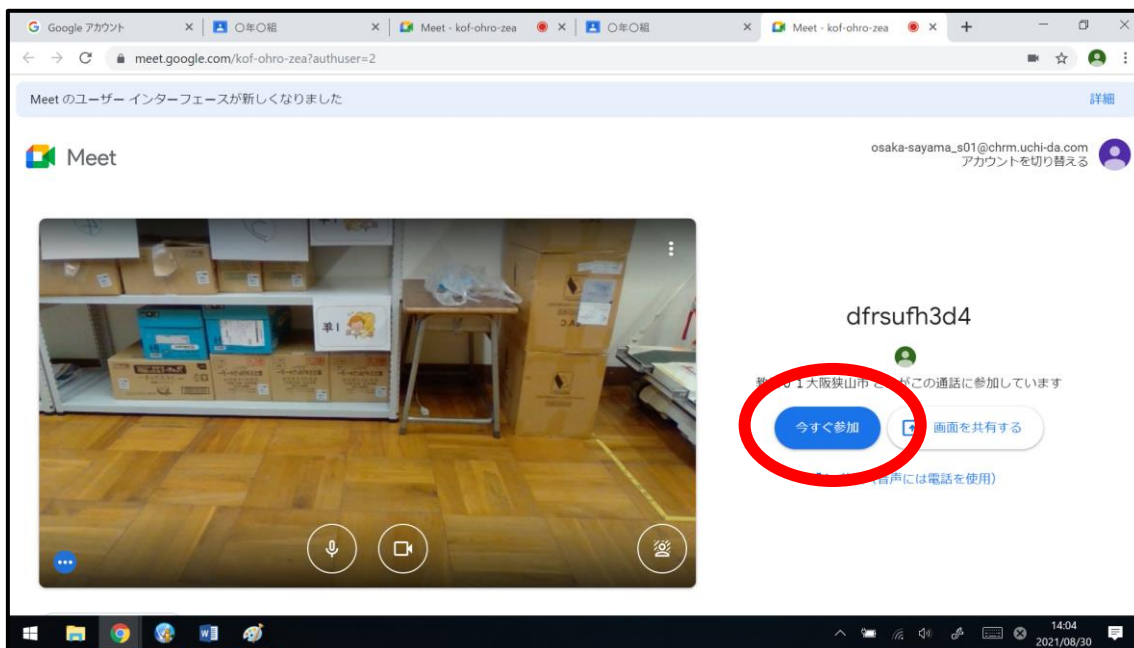 Google アカウント
〇年〇組
Meet - kof-ohro-zea
〇年〇組
Meet - kof-ohro-zea
meet.google.com/kof-ohro-zea?authuser=2
Meet のユーザー インターフェースが新しくなりました
詳細
Meet
osaka-sayama_s01@chrm.uchi-da.com
アカウントを切り替える
1 準
dfrsufh3d4
1 大阪狭山市
がこの通話に参加しています
今すぐ参加
画面を共有する
音声には電話を使用）
14:04
2021/08/30